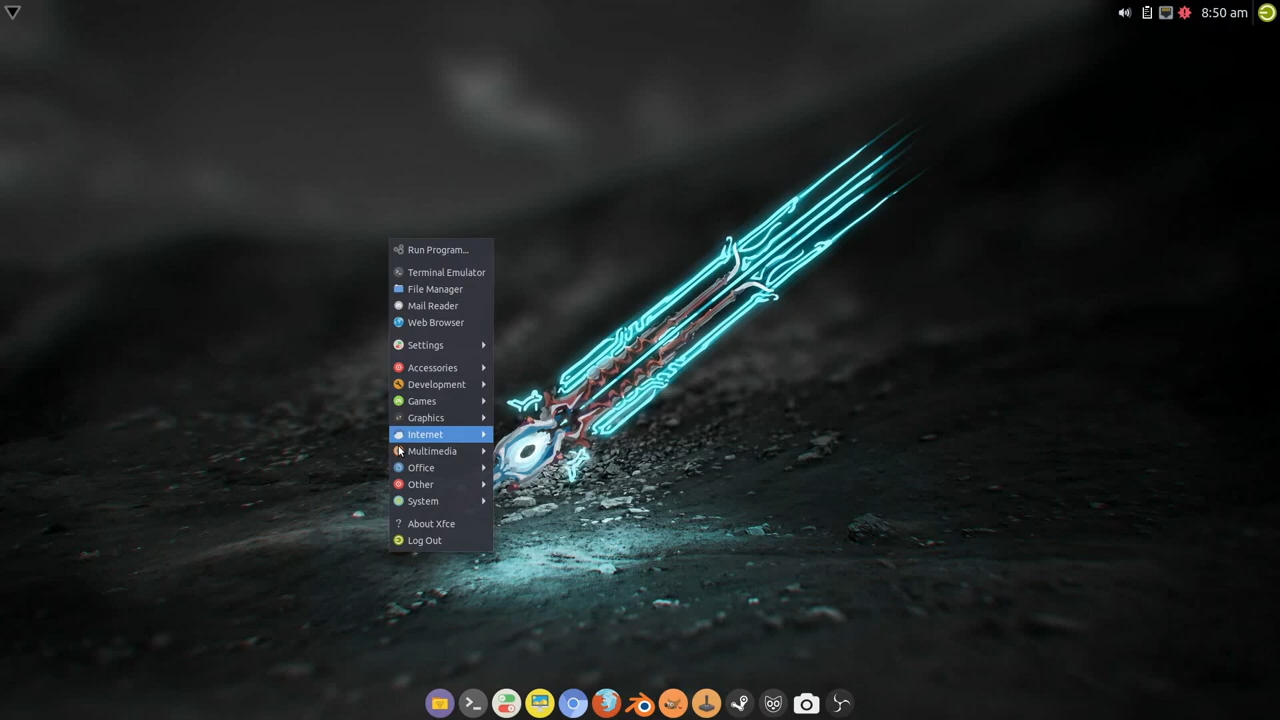 8:50 am
Run Program...
Terminal Emulator
File Manager
Mail Reader
Web Browser
Settings
Accessories
Development
Games
Graphics
Internet
Multimedia
Office
Other
System
? About Xfce
Log Out